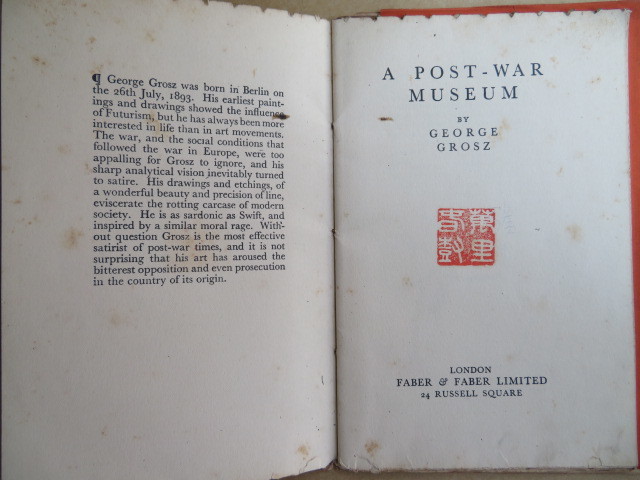 ¶ George Grosz was born in Berlin on
the 26th July, 1893. His earliest paint-
ings and drawings showed the influence
of Futurism, but he has always been more
interested in life than in art movements.
The war, and the social conditions that
followed the war in Europe, were too
appalling for Grosz to ignore, and his
sharp analytical vision inevitably turned
to satire. His drawings and etchings, of
a wonderful beauty and precision of line,
eviscerate the rotting carcase of modern
society. He is as sardonic as Swift, and
inspired by a similar moral rage. With-
out question Grosz is the most effective
satirist of post-war times, and it is not
surprising that his art has aroused the
bitterest opposition and even prosecution
in the country of its origin.
A POST-WAR
MUSEUM
BY
GEORGE
GROSZ
LONDON
FABER & FABER LIMITED
24 RUSSELL SQUARE